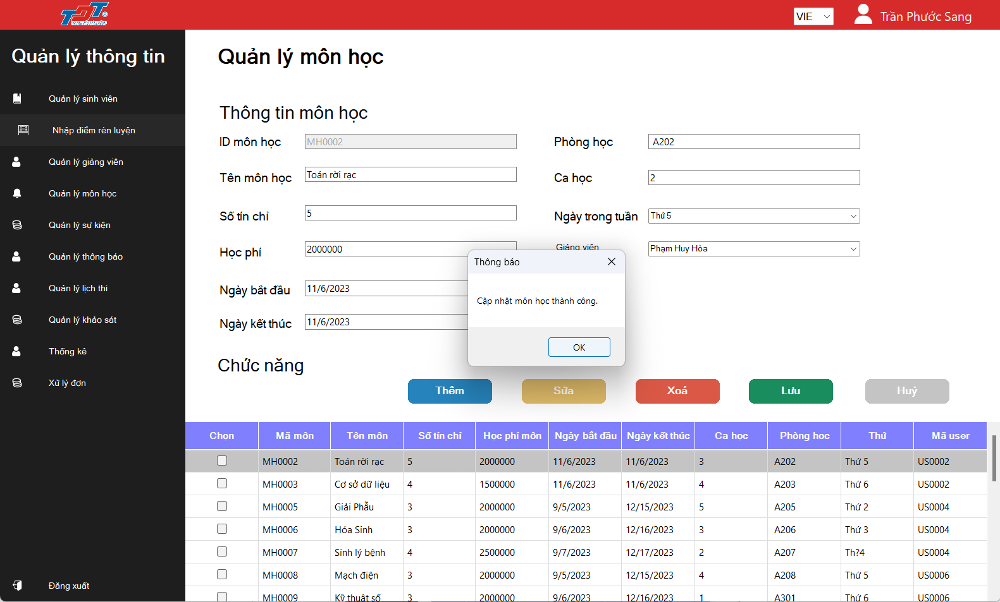 TDT
VIE
Trần Phước Sang
Quản lý thông tin
Quản lý sinh viên
Nhập điểm rèn luyện
Quản lý giảng viên
Quản lý môn học
Quản lý sự kiện
Quản lý thông báo
Quản lý lịch thi
Quản lý khảo sát
Thống kê
Xử lý đơn
Đăng xuất
Quản lý môn học
Thông tin môn học
ID môn học MH0002 Phòng học A202
Tên môn học Toán rời rạc Ca học 2
Số tín chỉ 5 Ngày trong tuần Thứ 5
Học phí 2000000 Giảng viên Phạm Huy Hòa
Ngày bắt đầu 11/6/2023
Ngày kết thúc 11/6/2023
Thông báo
Cập nhật môn học thành công.
OK
Chức năng
Thêm Sửa Xoá Lưu Huỷ
Chọn Mã môn Tên môn Số tín chỉ Học phí môn Ngày bắt đầu Ngày kết thúc Ca học Phòng hoc Thứ Mã user
MH0002 Toán rời rạc 5 2000000 11/6/2023 11/6/2023 3 A202 Thứ 5 US0002
MH0003 Cơ sở dữ liệu 4 1500000 11/6/2023 11/6/2023 4 A203 Thứ 6 US0002
MH0005 Giải Phẫu 3 2000000 9/5/2023 12/15/2023 5 A205 Thứ 2 US0004
MH0006 Hóa Sinh 3 2000000 9/6/2023 12/16/2023 3 A206 Thứ 3 US0004
MH0007 Sinh lý bệnh 4 2500000 9/7/2023 12/17/2023 2 A207 Th?4 US0004
MH0008 Mạch điện 3 2000000 9/5/2023 12/15/2023 4 A208 Thứ 5 US0006
MH0009 Kỹ thuật số 3 2000000 9/6/2023 12/16/2023 1 A301 Thứ 6 US0006